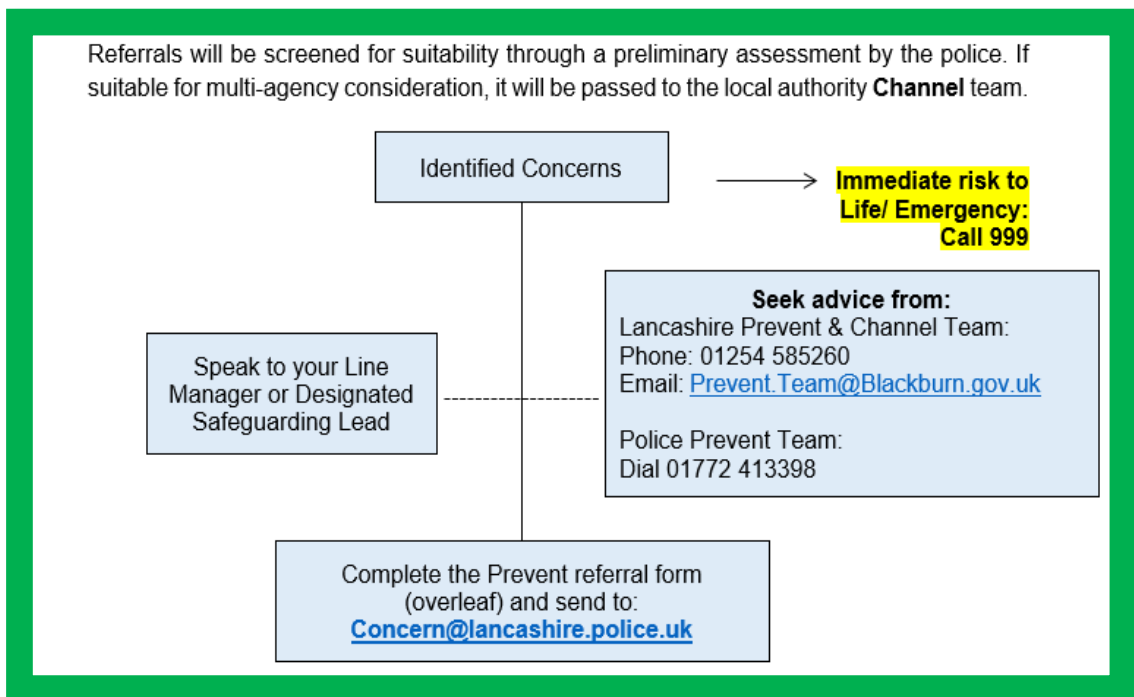 Referrals will be screened for suitability through a preliminary assessment by the police. If
suitable for multi-agency consideration, it will be passed to the local authority Channel team.
Identified Concerns
Immediate risk to
Life/ Emergency:
Call 999
Speak to your Line
Manager or Designated
Safeguarding Lead
Seek advice from:
Lancashire Prevent & Channel Team:
Phone: 01254 585260
Email: Prevent.Team@Blackburn.gov.uk
Police Prevent Team:
Dial 01772 413398
Complete the Prevent referral form
(overleaf) and send to:
Concern@lancashire.police.uk